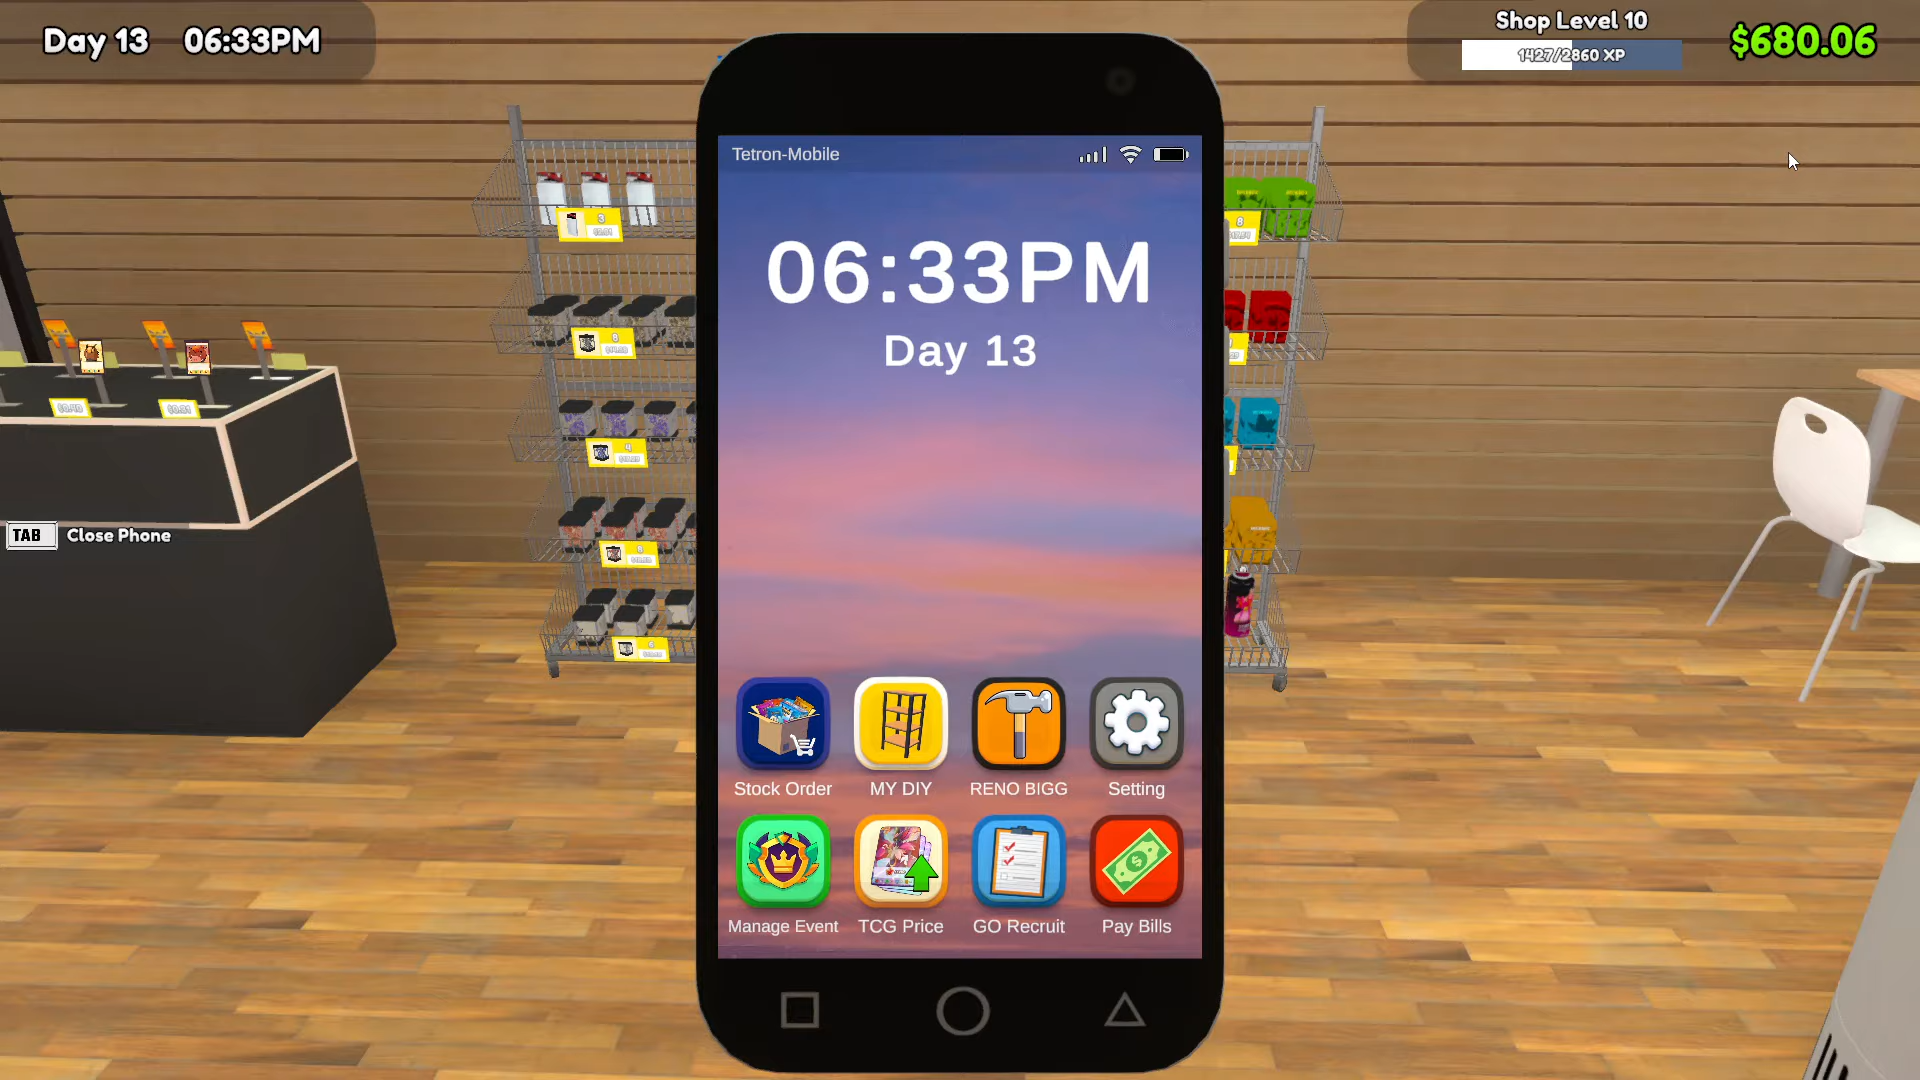 Day 13 06:33PM
Shop Level 10
1427/2860 XP
$680.06
Tetron-Mobile
06:33PM
Day 13
TAB Close Phone
Stock Order MY DIY RENO BIGG Setting
Manage Event TCG Price GO Recruit Pay Bills